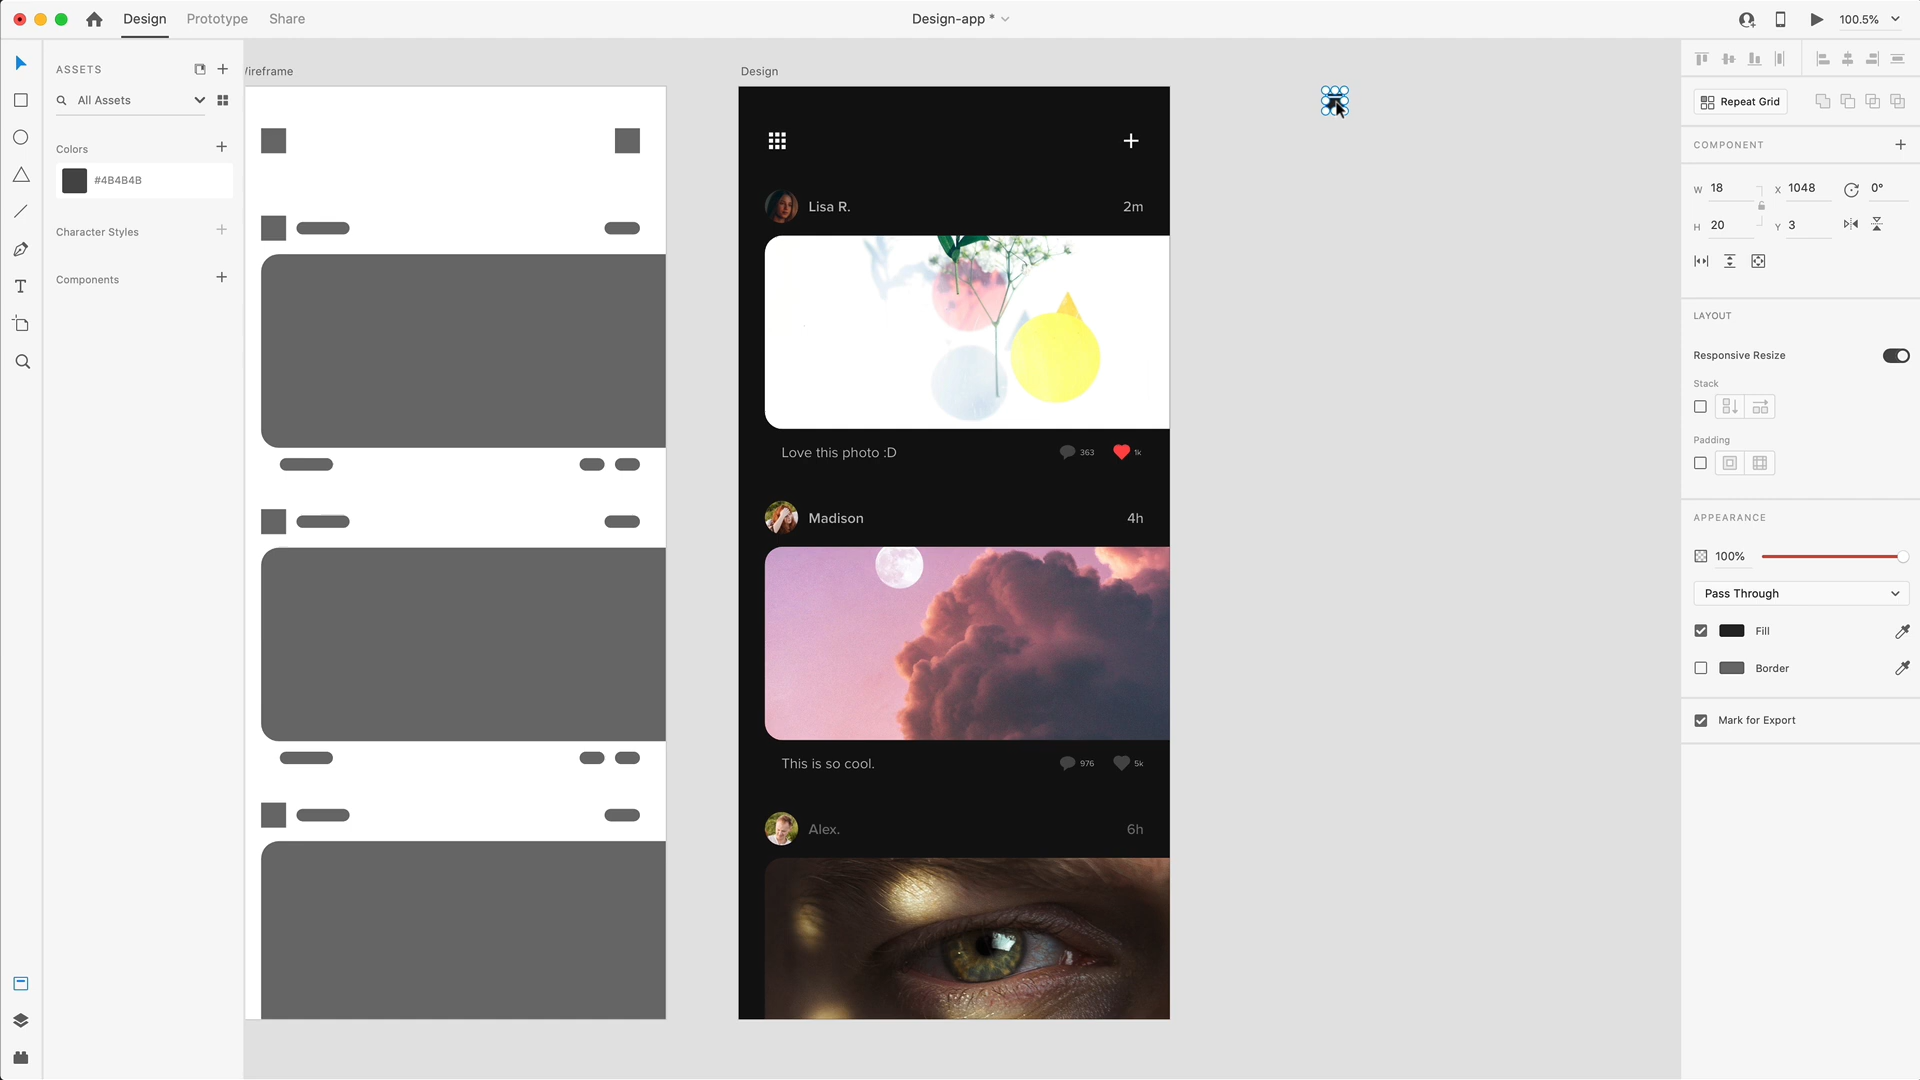 Design
Prototype
Share
Design-app *
100.5%
ASSETS
All Assets
Colors
#4B4B4B
Character Styles
Components
Wireframe
Design
Lisa R.
2m
Love this photo :D
363
1k
Madison
4h
This is so cool.
976
5k
Alex.
6h
Repeat Grid
COMPONENT
W 18
X 1048
0°
H 20
Y 3
LAYOUT
Responsive Resize
Stack
Padding
APPEARANCE
100%
Pass Through
Fill
Border
Mark for Export